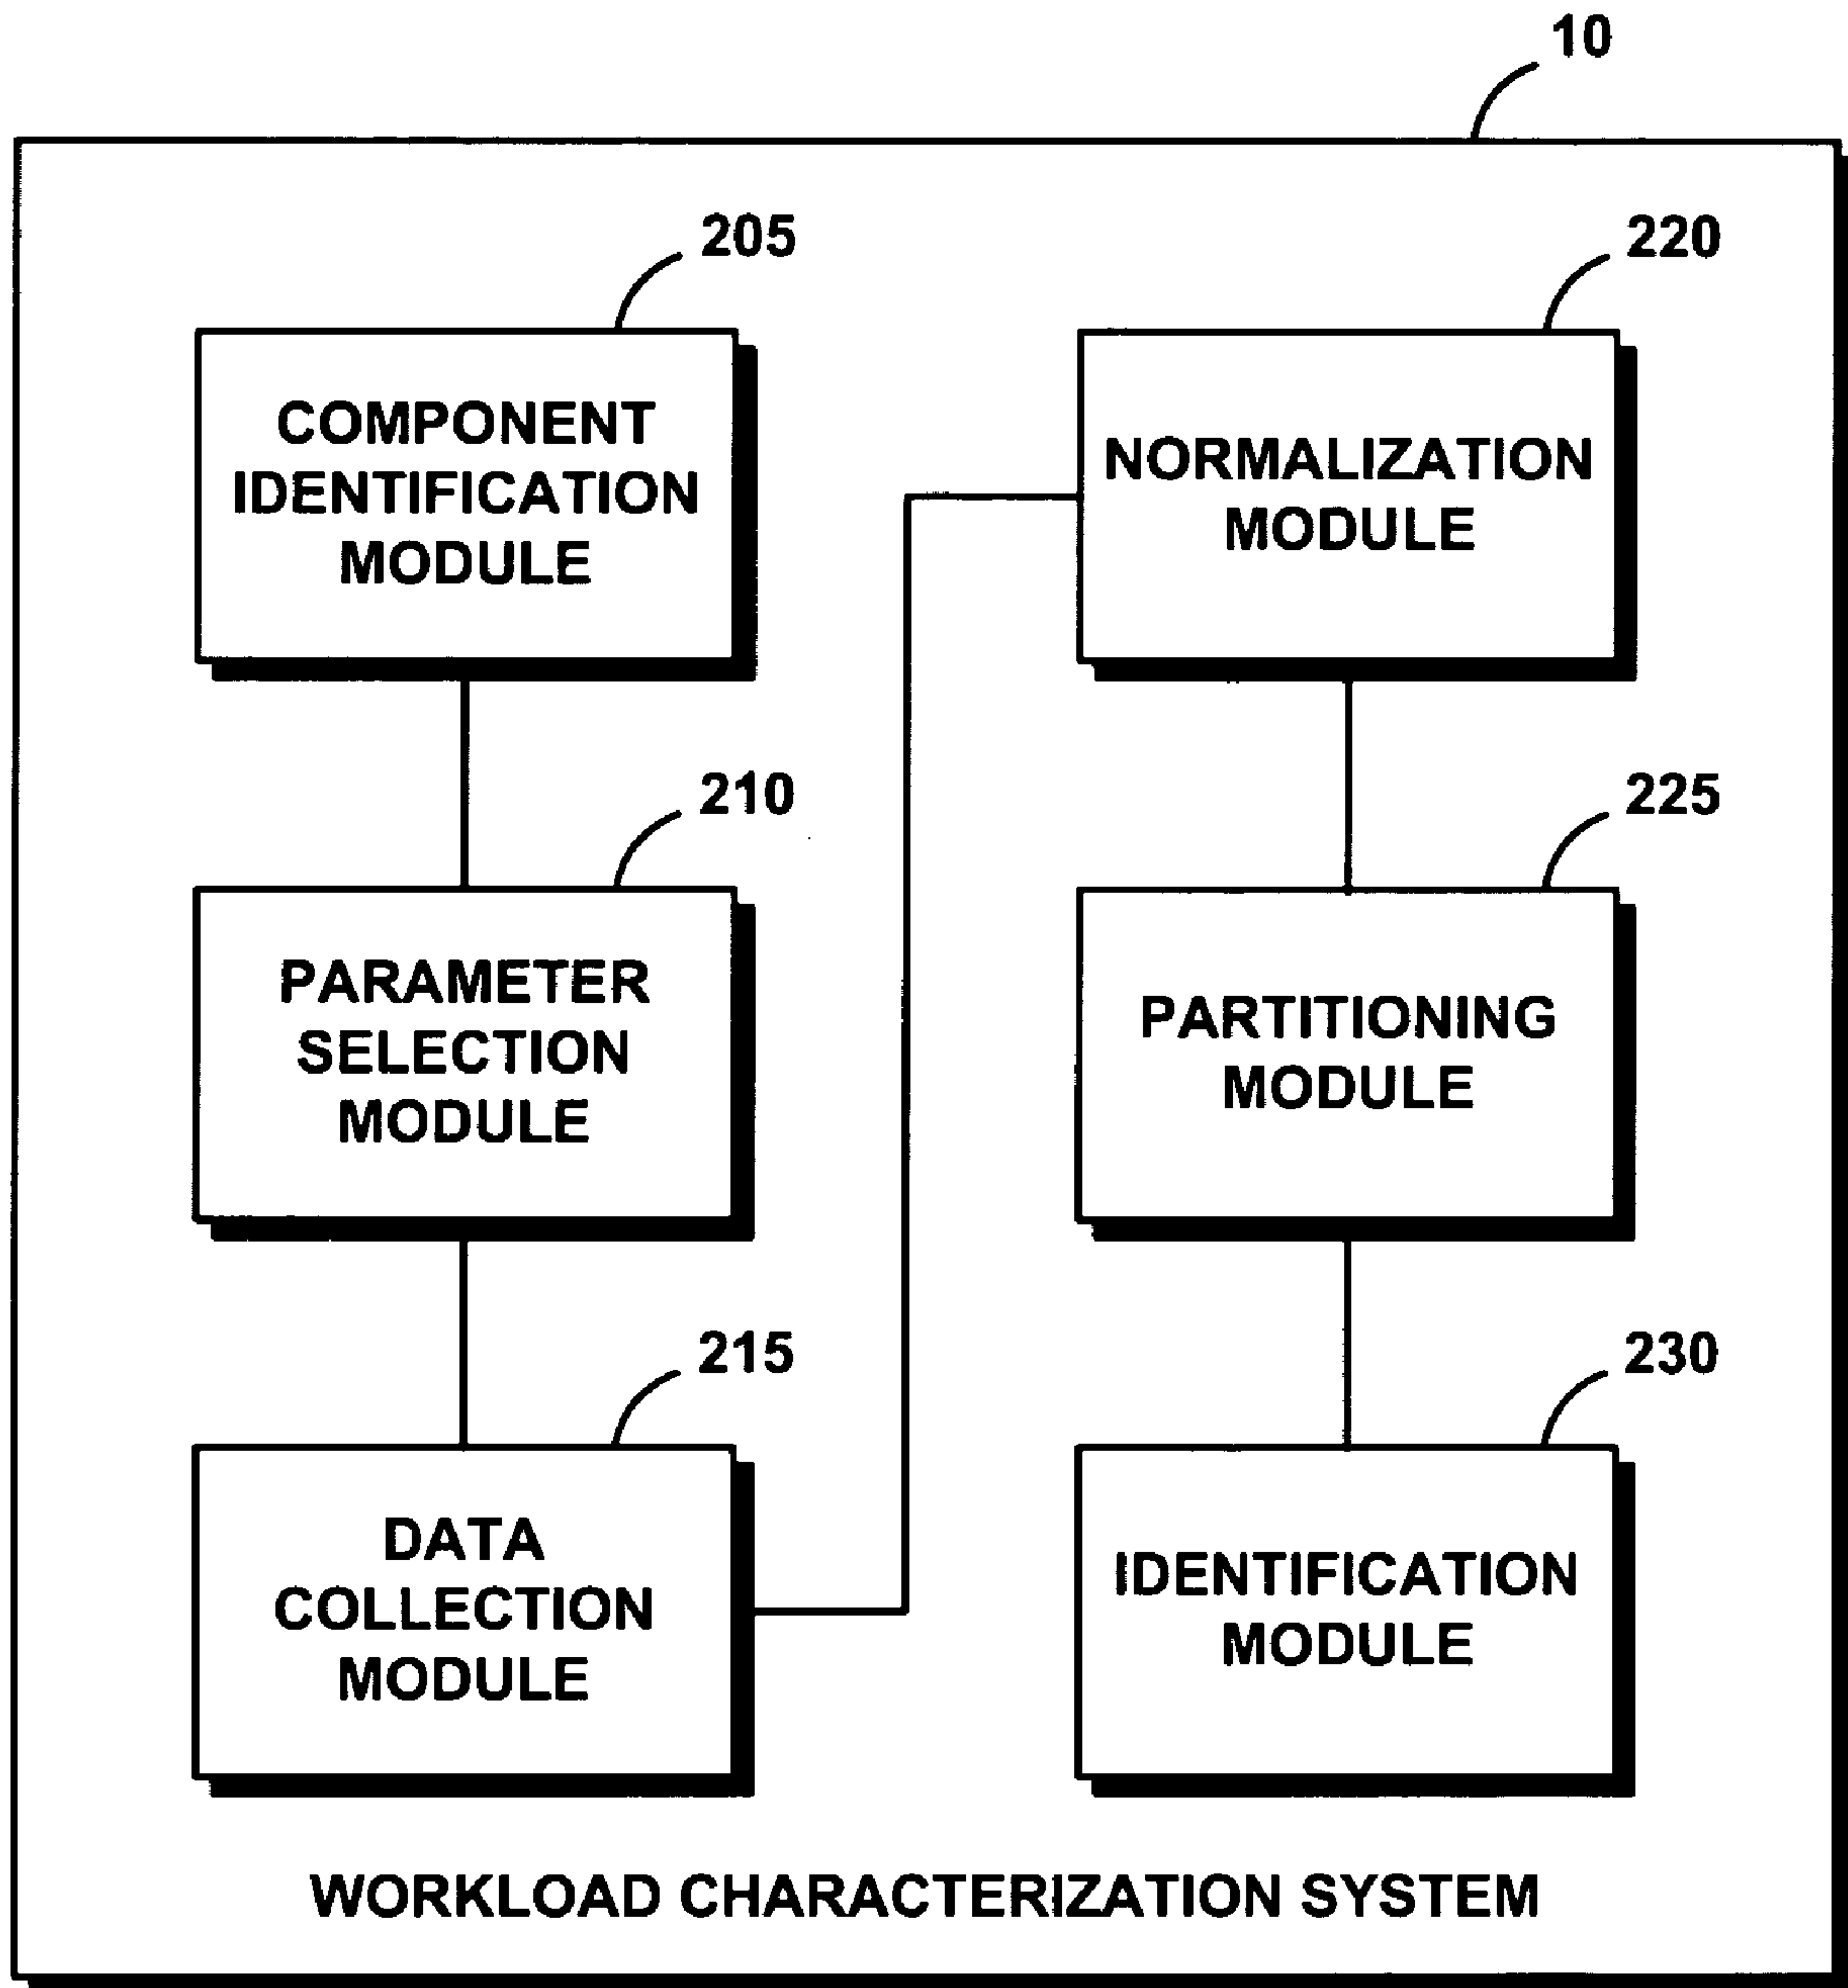 10
205
COMPONENT
IDENTIFICATION
MODULE
210
PARAMETER
SELECTION
MODULE
215
DATA
COLLECTION
MODULE
220
NORMALIZATION
MODULE
225
PARTITIONING
MODULE
230
IDENTIFICATION
MODULE
WORKLOAD CHARACTERIZATION SYSTEM